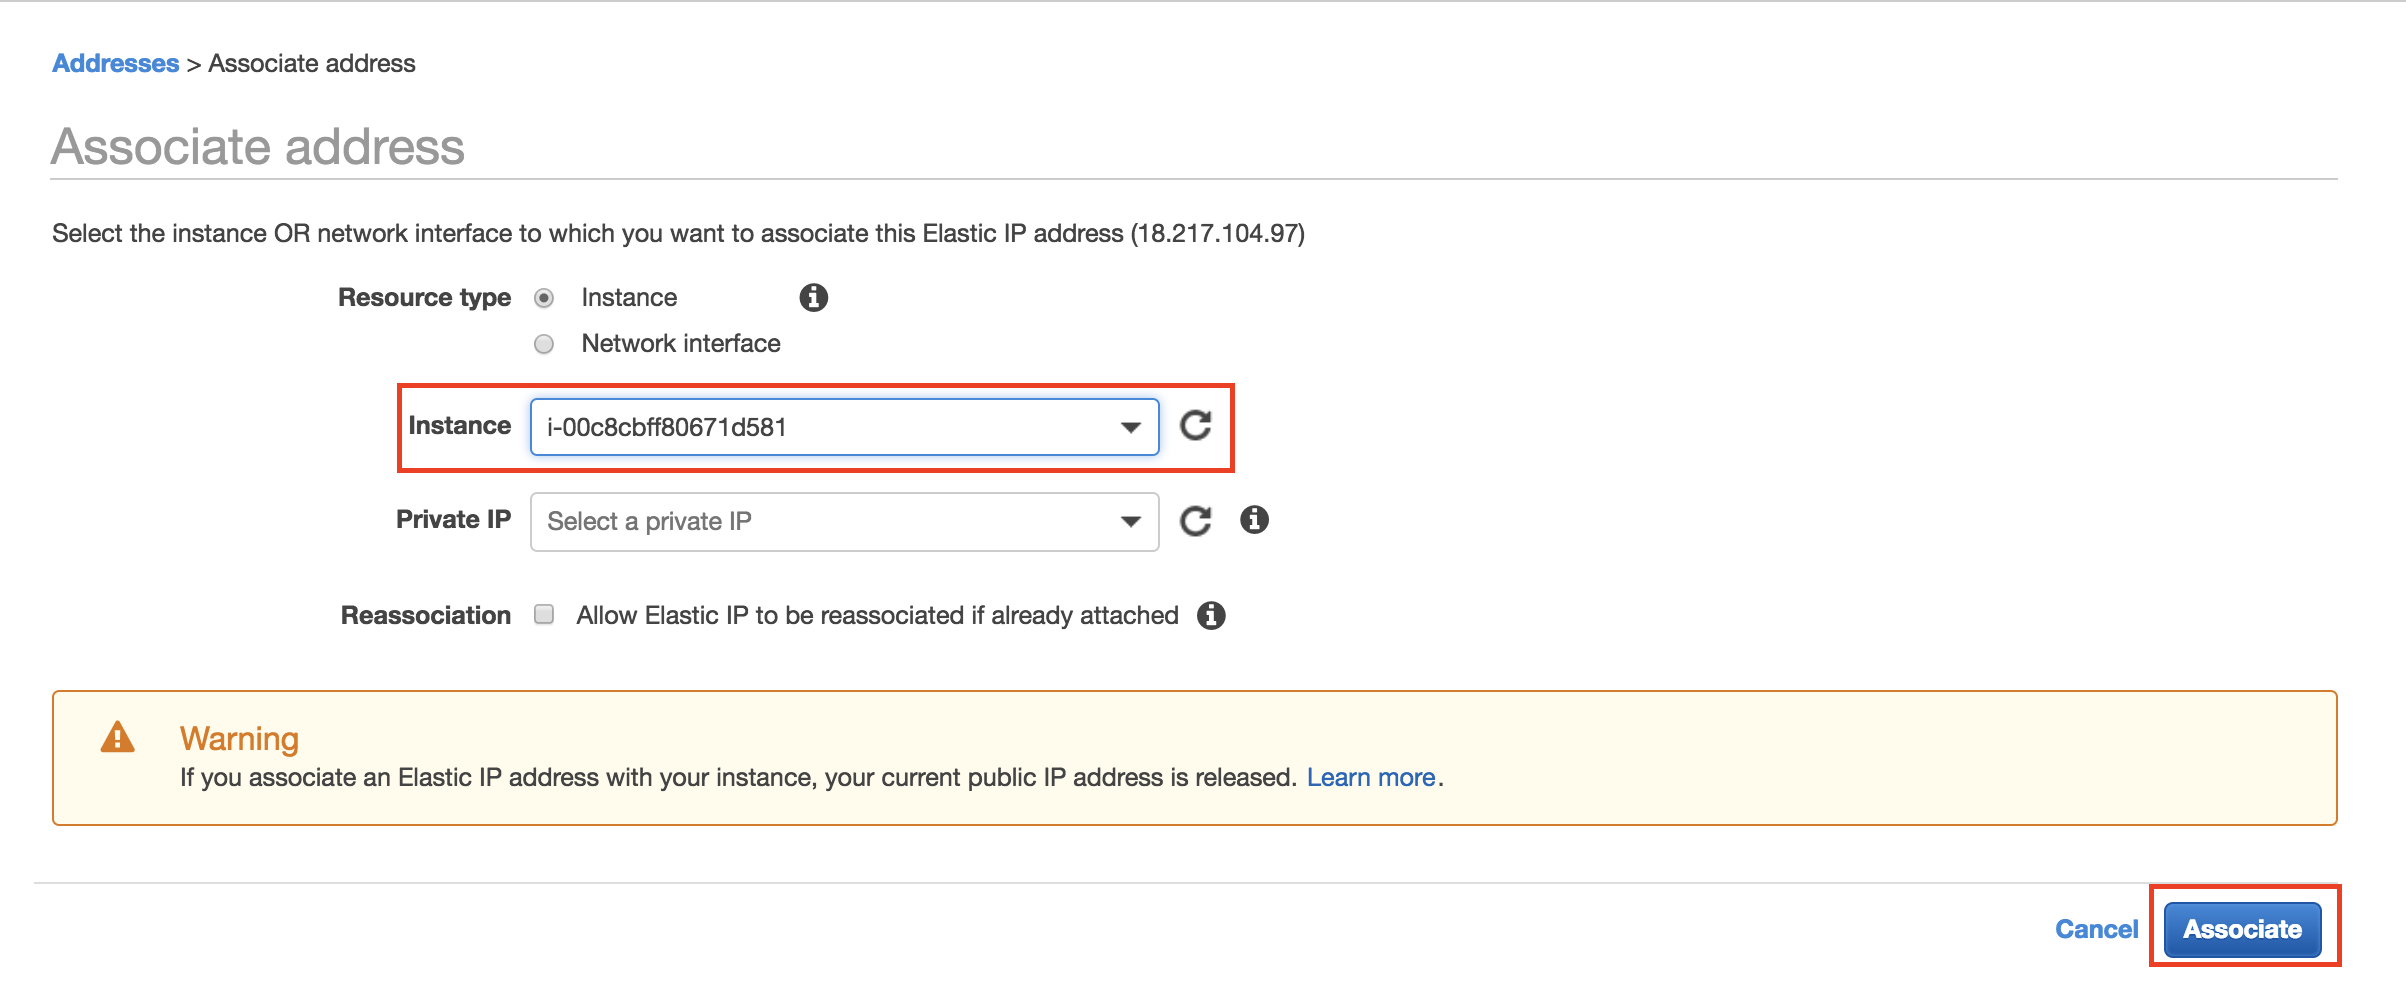 Addresses > Associate address
Associate address
Select the instance OR network interface to which you want to associate this Elastic IP address (18.217.104.97)
Resource type Instance
Network interface
Instance i-00c8cbff80671d581
Private IP Select a private IP
Reassociation Allow Elastic IP to be reassociated if already attached
Warning
If you associate an Elastic IP address with your instance, your current public IP address is released. Learn more.
Cancel Associate